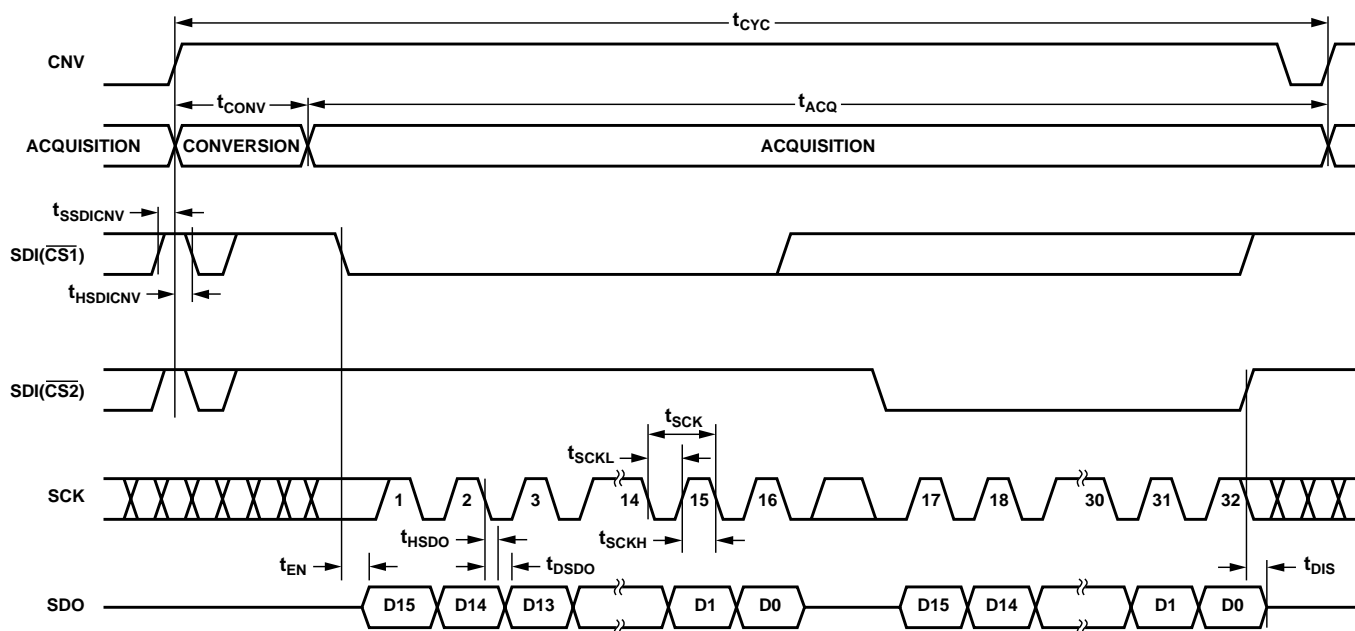 tCYC
CNV
tCONV
tACQ
ACQUISITION CONVERSION ACQUISITION
tSSDICNV
SDI(CS1)
tHSDICNV
SDI(CS2)
tSCK
tSCKL
SCK 1 2 3 14 15 16 17 18 30 31 32
tHSDO
tSCKH
tEN
tDSDO
tDIS
SDO D15 D14 D13 D1 D0 D15 D14 D1 D0